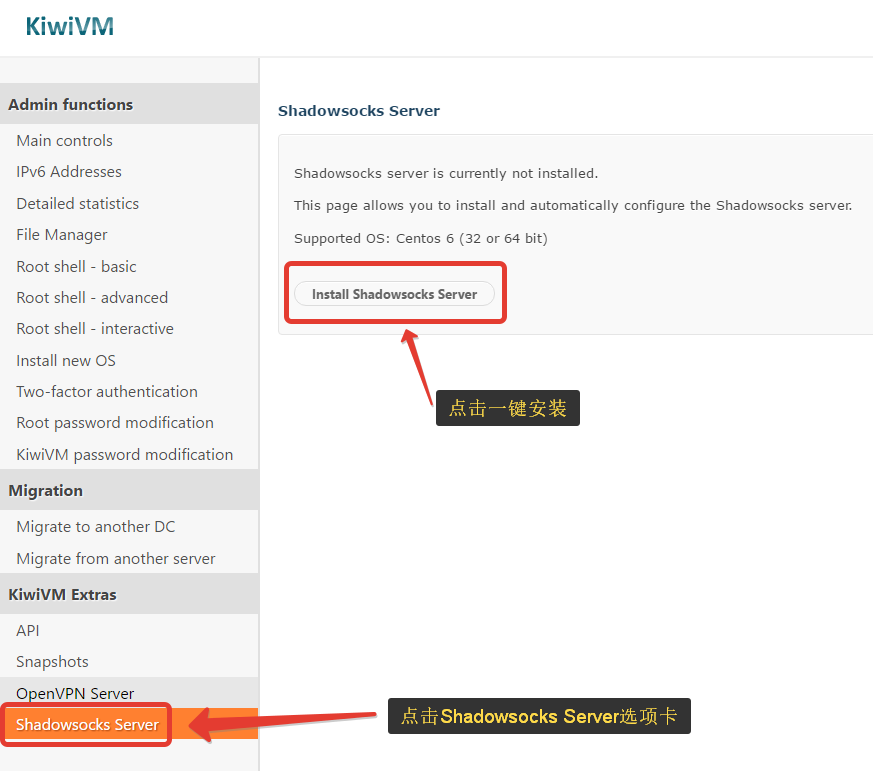 KiwiVM
Admin functions
Main controls
IPv6 Addresses
Detailed statistics
File Manager
Root shell - basic
Root shell - advanced
Root shell - interactive
Install new OS
Two-factor authentication
Root password modification
KiwiVM password modification
Migration
Migrate to another DC
Migrate from another server
KiwiVM Extras
API
Snapshots
OpenVPN Server
Shadowsocks Server
Shadowsocks Server
Shadowsocks server is currently not installed.
This page allows you to install and automatically configure the Shadowsocks server.
Supported OS: Centos 6 (32 or 64 bit)
Install Shadowsocks Server
点击一键安装
点击Shadowsocks Server选项卡